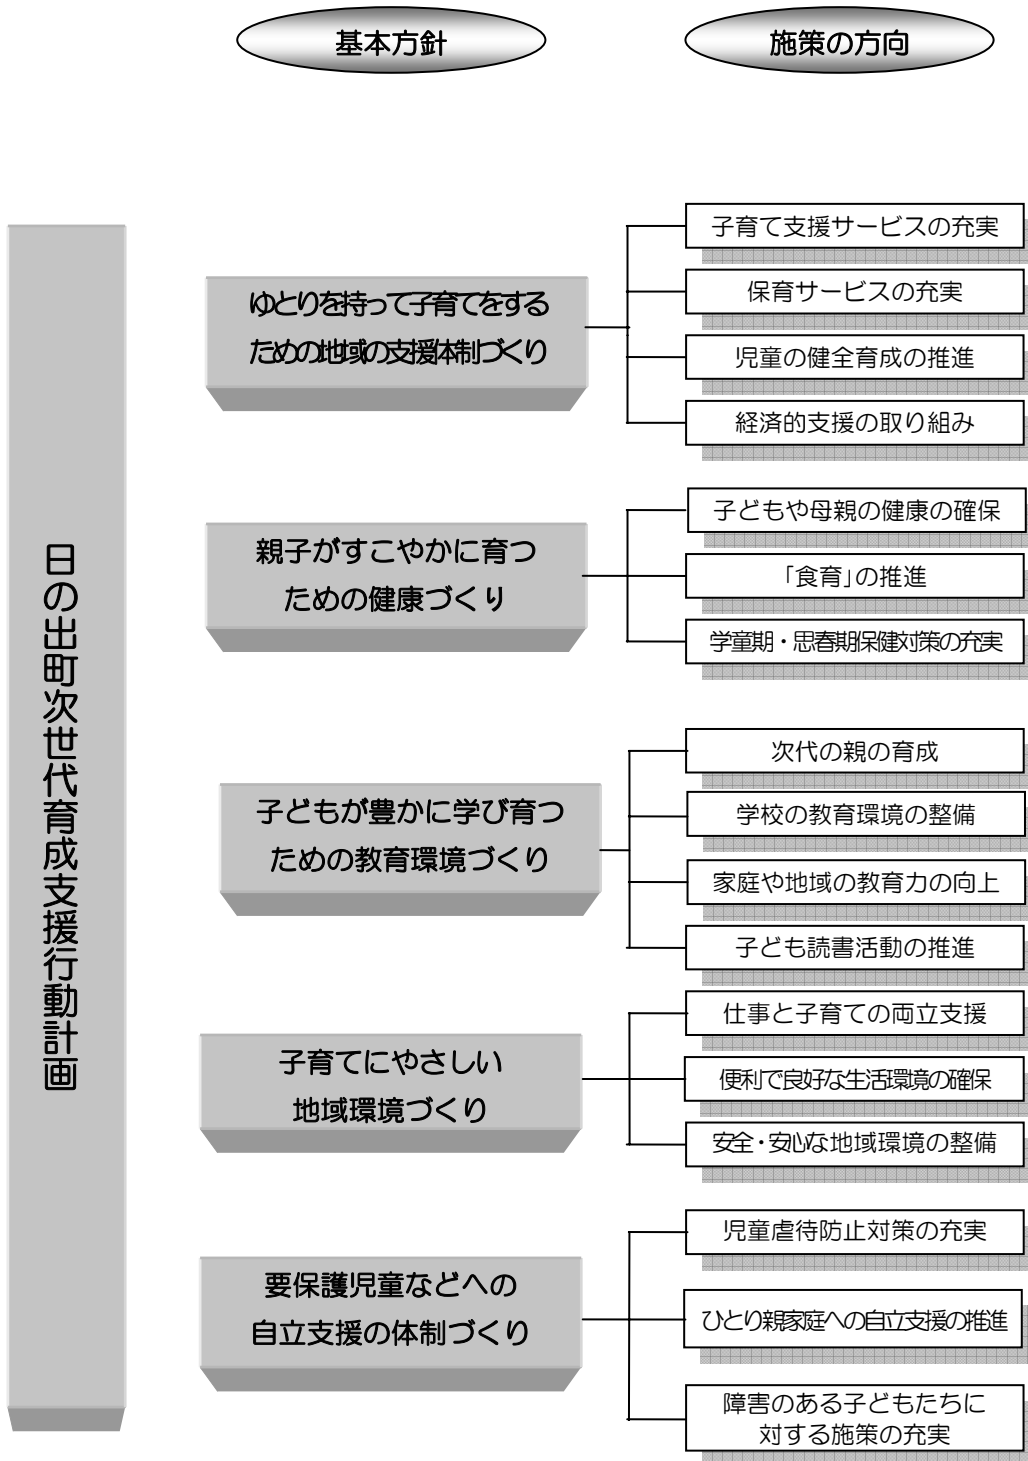 基本方針
施策の方向
日の出町次世代育成支援行動計画
ゆとりを持って子育てをする
ための地域の支援体制づくり
子育て支援サービスの充実
保育サービスの充実
児童の健全育成の推進
経済的支援の取り組み
親子がすこやかに育つ
ための健康づくり
子どもや母親の健康の確保
「食育」の推進
学童期・思春期保健対策の充実
子どもが豊かに学び育つ
ための教育環境づくり
次代の親の育成
学校の教育環境の整備
家庭や地域の教育力の向上
子ども読書活動の推進
子育てにやさしい
地域環境づくり
仕事と子育ての両立支援
便利で良好な生活環境の確保
安全・安心な地域環境の整備
要保護児童などへの
自立支援の体制づくり
児童虐待防止対策の充実
ひとり親家庭への自立支援の推進
障害のある子どもたちに
対する施策の充実